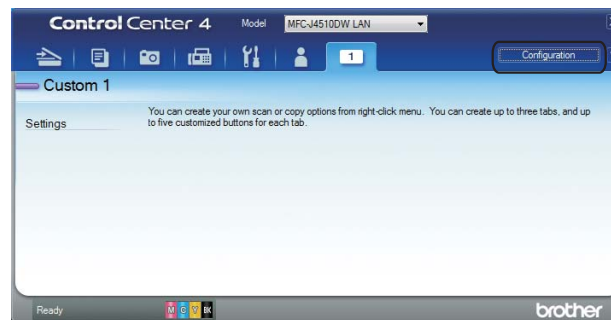 Control Center 4 Model MFC-J4510DW LAN
1 Configuration
Custom 1
Settings
You can create your own scan or copy options from right-click menu. You can create up to three tabs, and up
to five customized buttons for each tab.
Ready M C Y BK brother